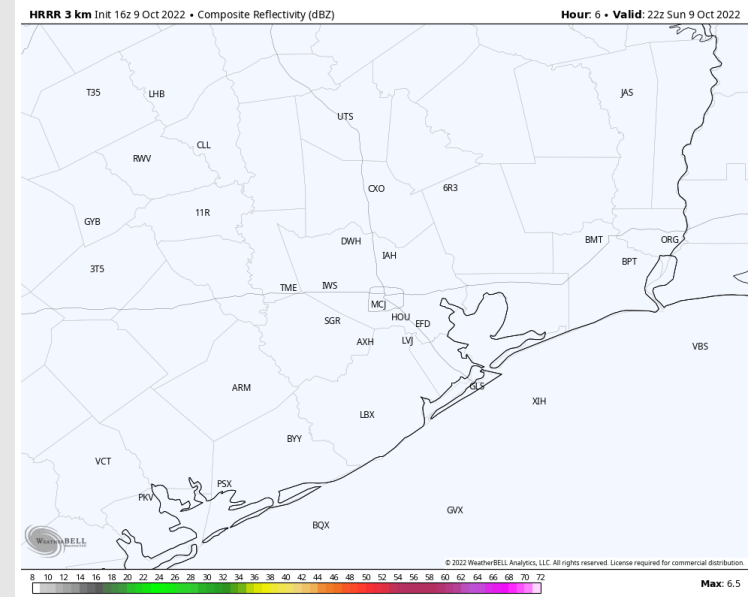 HRRR 3 km Init 16z 9 Oct 2022 • Composite Reflectivity (dBZ) Hour: 6 • Valid: 22z Sun 9 Oct 2022
T35 LHB JAS
UTS
CLL
RWV
CXO 6R3
11R
GYB
DWH BMT ORG
IAH
BPT
3T5
TME IWS
MCJ
SGR HOU EFD
AXH LVJ VBS
ARM GLS
XIH
LBX
BYY
VCT
PSX
PKV
GVX
BQX
WEATHERBELL
© 2022 WeatherBELL Analytics, LLC. All rights reserved. License required for commercial distribution.
8 10 12 14 16 18 20 22 24 26 28 30 32 34 36 38 40 42 44 46 48 50 52 54 56 58 60 62 64 66 68 70 72
Max: 6.5